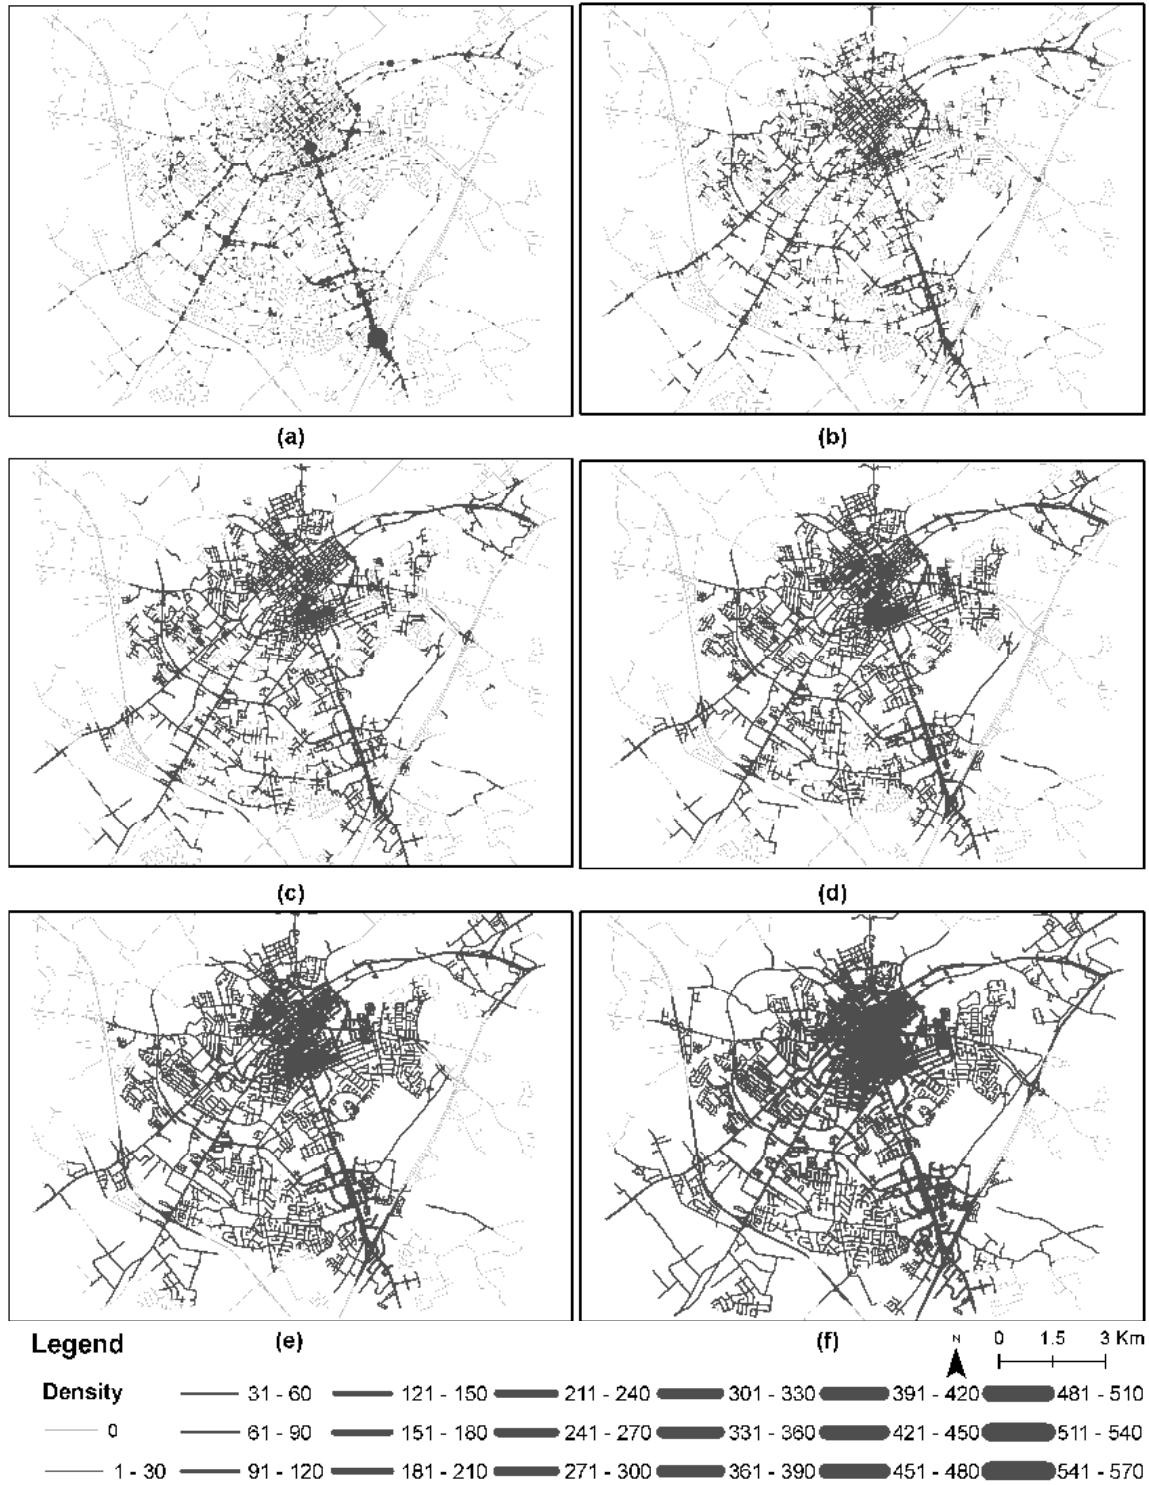 (a) (b)
(c) (d)
(e) (f)
Legend
N 0 1.5 3 Km
Density 31 - 60 121 - 150 211 - 240 301 - 330 391 - 420 481 - 510
0 61 - 90 151 - 180 241 - 270 331 - 360 421 - 450 511 - 540
1 - 30 91 - 120 181 - 210 271 - 300 361 - 390 451 - 480 541 - 570